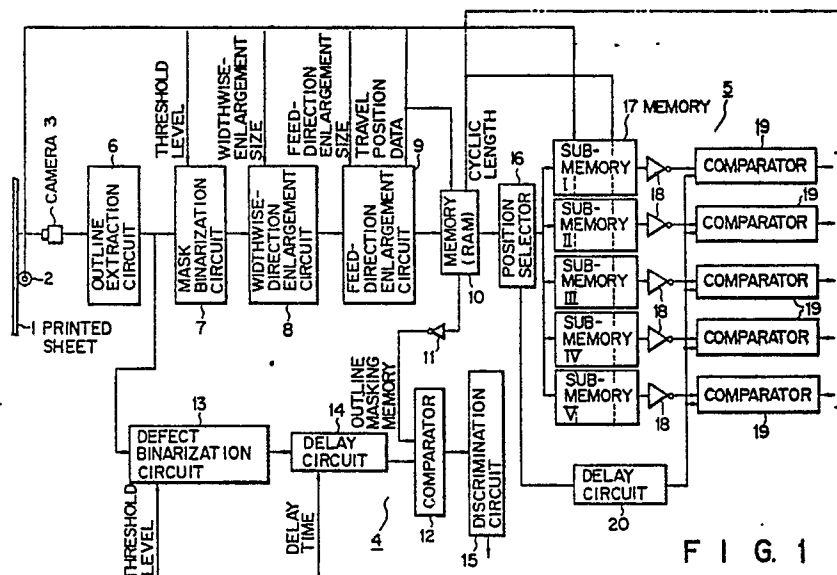 CAMERA 3
6
OUTLINE
EXTRACTION
CIRCUIT
THRESHOLD
LEVEL
MASK
BINARIZATION
CIRCUIT
7
WIDTHWISE-
ENLARGEMENT
SIZE
WIDTHWISE-
DIRECTION
ENLARGEMENT
CIRCUIT
8
FEED-
DIRECTION
ENLARGEMENT
SIZE
TRAVEL
POSITION
DATA
9
FEED-
DIRECTION
ENLARGEMENT
CIRCUIT
CYCLIC
LENGTH
MEMORY
(RAM)
10
16
POSITION
SELECTOR
17 MEMORY
5
SUB-
MEMORY
I
18
19
COMPARATOR
SUB-
MEMORY
II
18
19
COMPARATOR
SUB-
MEMORY
III
18
COMPARATOR
19
SUB-
MEMORY
IV
18
COMPARATOR
SUB-
MEMORY
V
18
COMPARATOR
19
2
1 PRINTED
SHEET
11
OUTLINE
MASKING
MEMORY
13
DEFECT
BINARIZATION
CIRCUIT
14
DELAY
CIRCUIT
COMPARATOR
12
DISCRIMINATION
CIRCUIT
15
DELAY
CIRCUIT
20
THRESHOLD
LEVEL
DELAY
TIME
4
FIG. 1